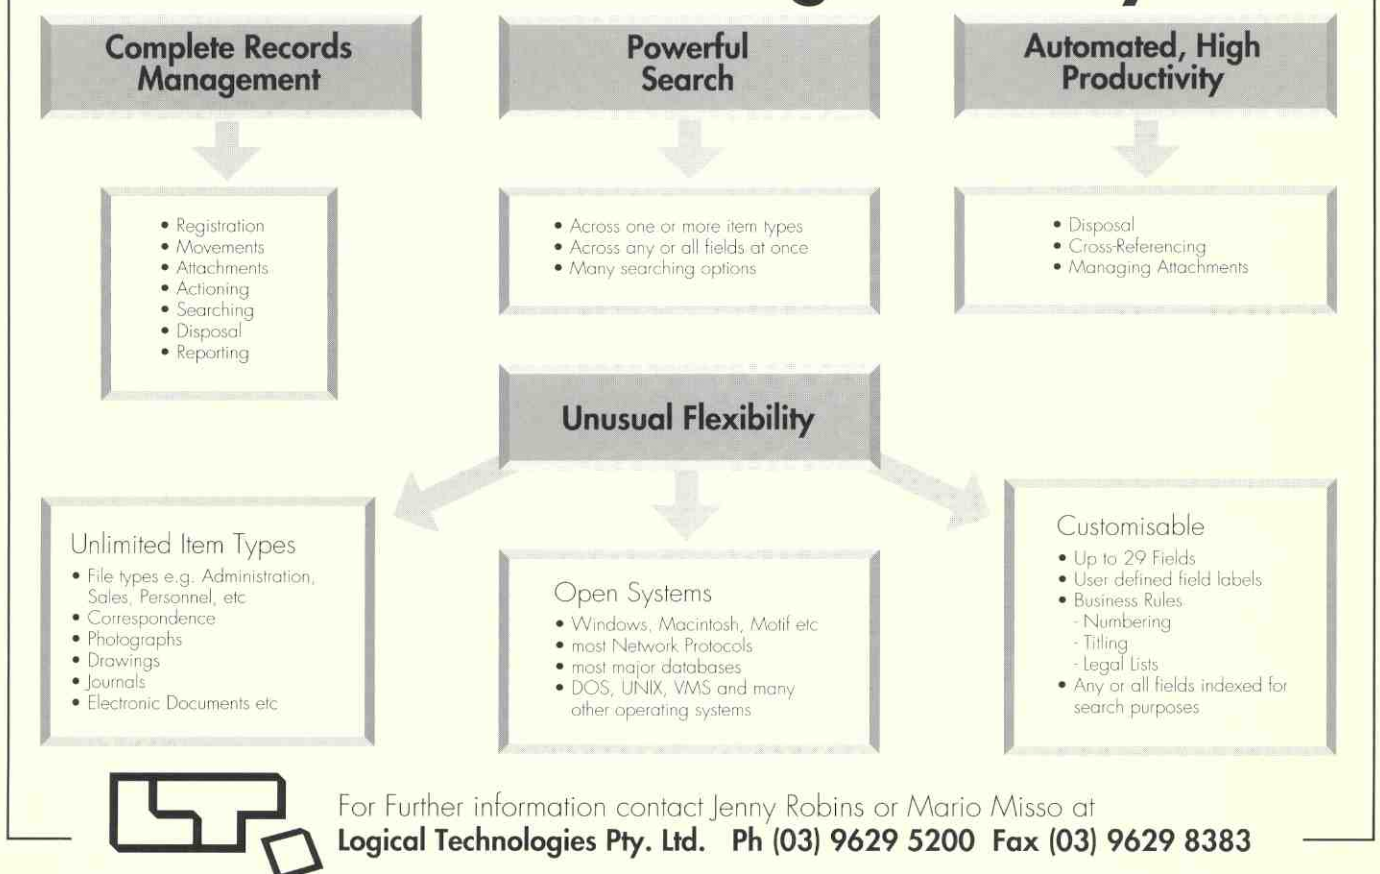 Complete Records
Management
Powerful
Search
Automated, High
Productivity
• Registration
• Movements
• Attachments
• Actioning
• Searching
• Disposal
• Reporting
• Across one or more item types
• Across any or all fields at once
• Many searching options
• Disposal
• Cross-Referencing
• Managing Attachments
Unusual Flexibility
Unlimited Item Types
• File types e.g. Administration,
Sales, Personnel, etc
• Correspondence
• Photographs
• Drawings
• Journals
• Electronic Documents etc
Open Systems
• Windows, Macintosh, Motif etc
• most Network Protocols
• most major databases
• DOS, UNIX, VMS and many
other operating systems
Customisable
• Up to 29 Fields
• User defined field labels
• Business Rules
- Numbering
- Titling
- Legal Lists
• Any or all fields indexed for
search purposes
LT
For Further information contact Jenny Robins or Mario Misso at
Logical Technologies Pty. Ltd. Ph (03) 9629 5200 Fax (03) 9629 8383